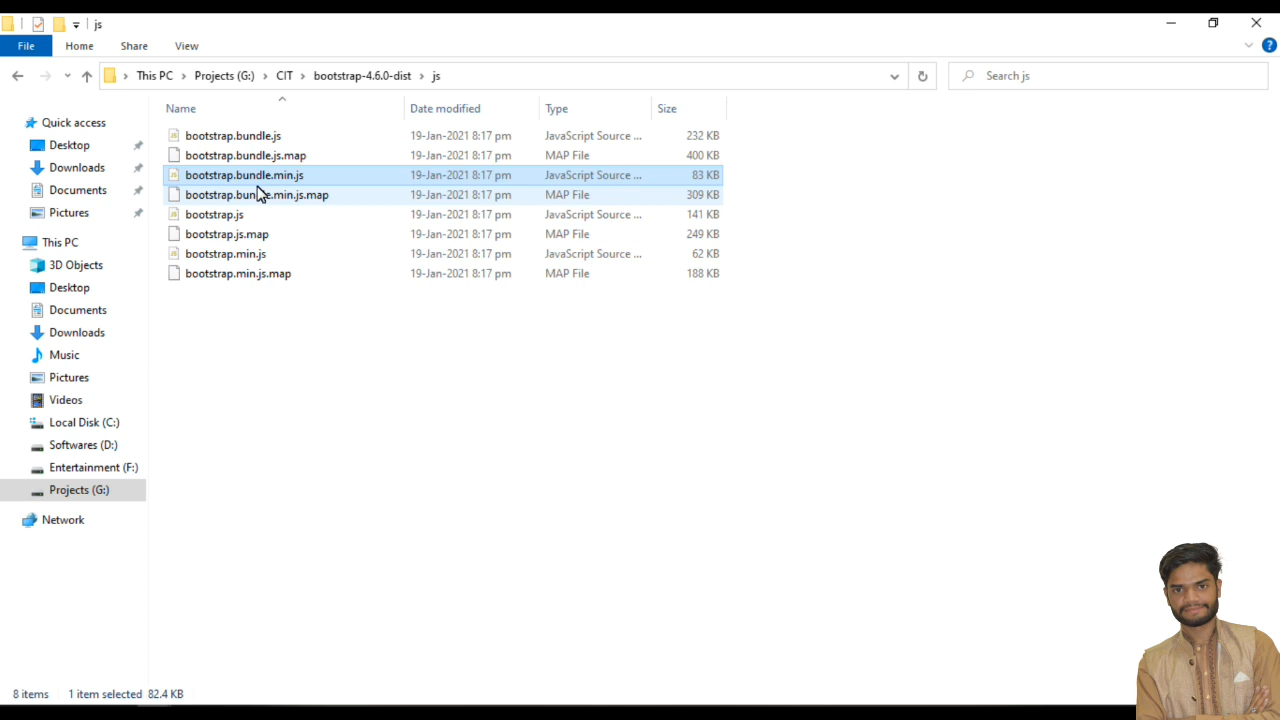 js
File Home Share View
This PC Projects (G:) CIT bootstrap-4.6.0-dist js
Search js
Name Date modified Type Size
Quick access
Desktop
Downloads
Documents
Pictures
This PC
3D Objects
Desktop
Documents
Downloads
Music
Pictures
Videos
Local Disk (C:)
Softwares (D:)
Entertainment (F:)
Projects (G:)
Network
bootstrap.bundle.js 19-Jan-2021 8:17 pm JavaScript Source ... 232 KB
bootstrap.bundle.js.map 19-Jan-2021 8:17 pm MAP File 400 KB
bootstrap.bundle.min.js 19-Jan-2021 8:17 pm JavaScript Source ... 83 KB
bootstrap.bundle.min.js.map 19-Jan-2021 8:17 pm MAP File 309 KB
bootstrap.js 19-Jan-2021 8:17 pm JavaScript Source ... 141 KB
bootstrap.js.map 19-Jan-2021 8:17 pm MAP File 249 KB
bootstrap.min.js 19-Jan-2021 8:17 pm JavaScript Source ... 62 KB
bootstrap.min.js.map 19-Jan-2021 8:17 pm MAP File 188 KB
8 items 1 item selected 82.4 KB